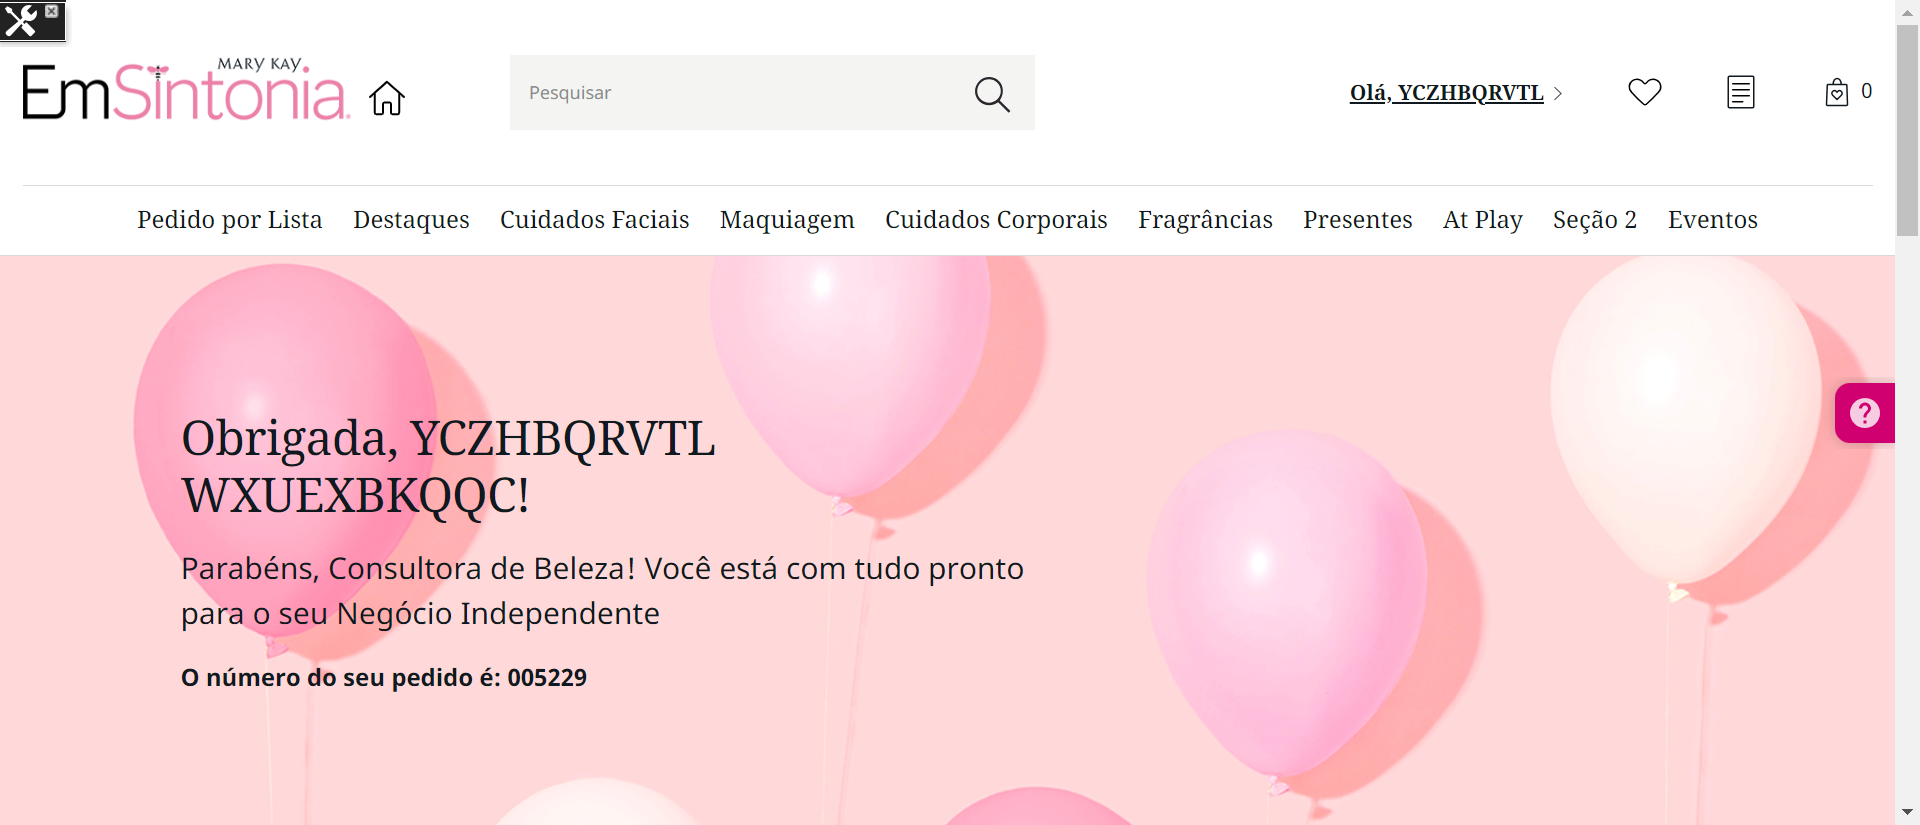 MARY KAY
EmSintonia.
Pesquisar
Olá, YCZHBQRVTL
0
Pedido por Lista Destaques Cuidados Faciais Maquiagem Cuidados Corporais Fragrâncias Presentes At Play Seção 2 Eventos
Obrigada, YCZHBQRVTL
WXUEXBKQQC!
Parabéns, Consultora de Beleza! Você está com tudo pronto
para o seu Negócio Independente
O número do seu pedido é: 005229
?